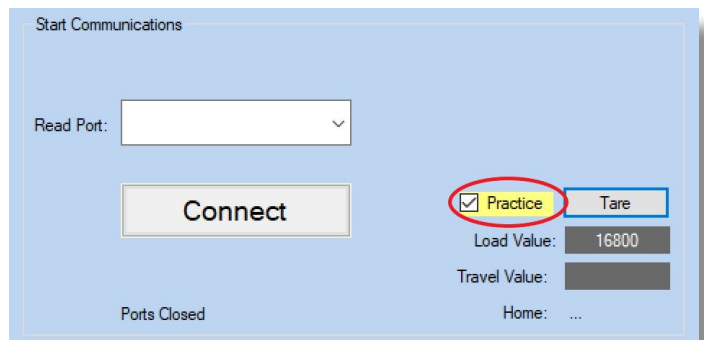 Start Communications
Read Port:
Connect
Practice
Tare
Load Value: 16800
Travel Value:
Ports Closed
Home: ...